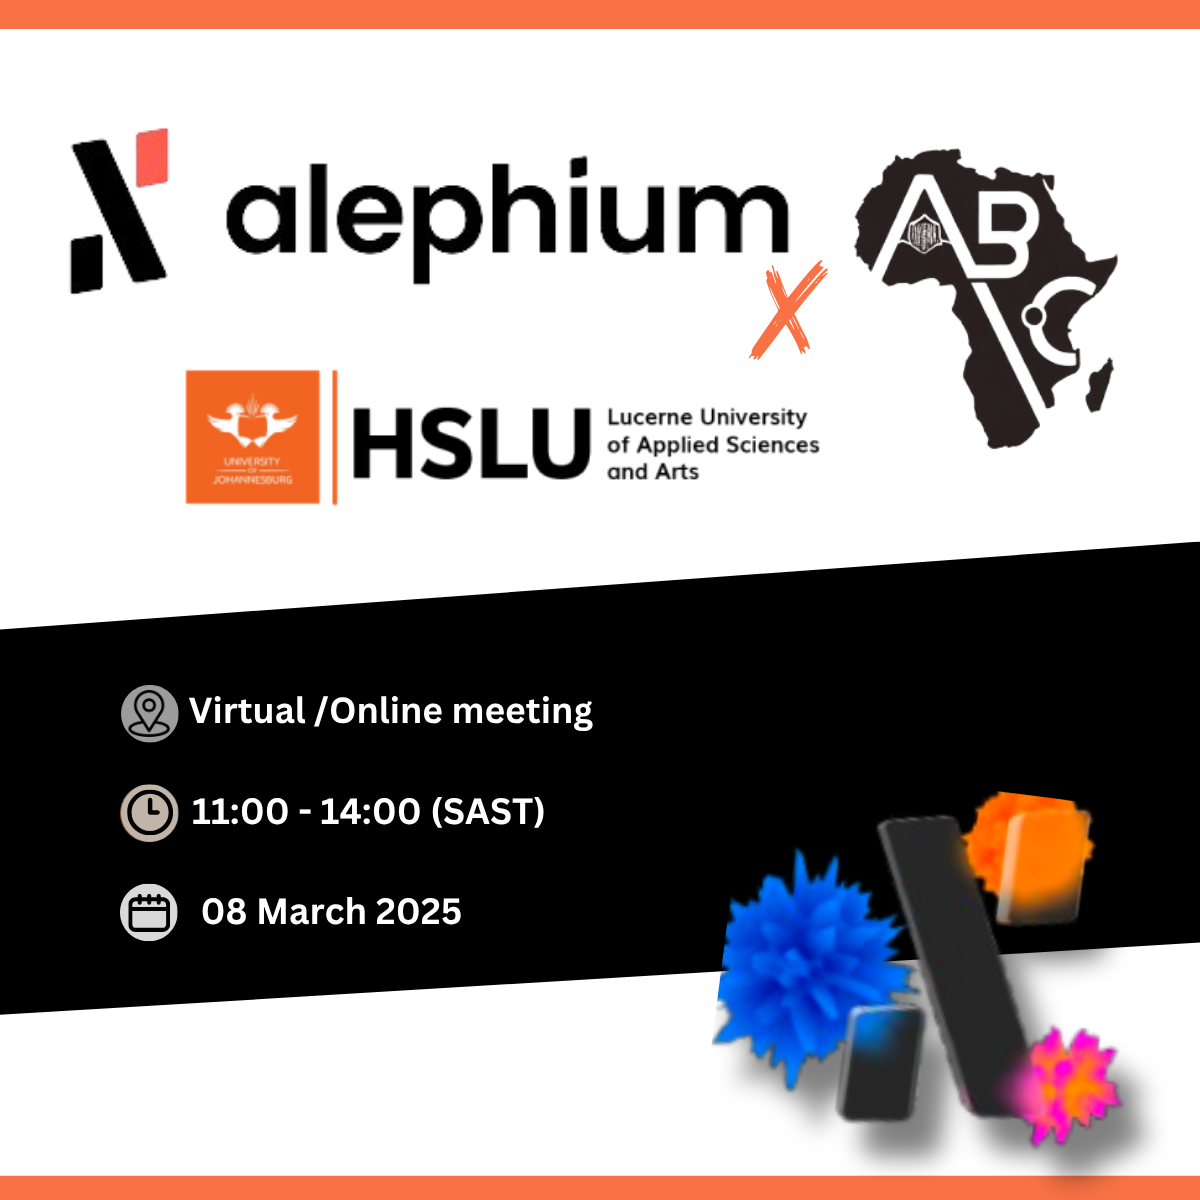 alephium
ABC
X
UNIVERSITY
OF
JOHANNESBURG
HSLU
Lucerne University
of Applied Sciences
and Arts
Virtual /Online meeting
11:00 - 14:00 (SAST)
08 March 2025